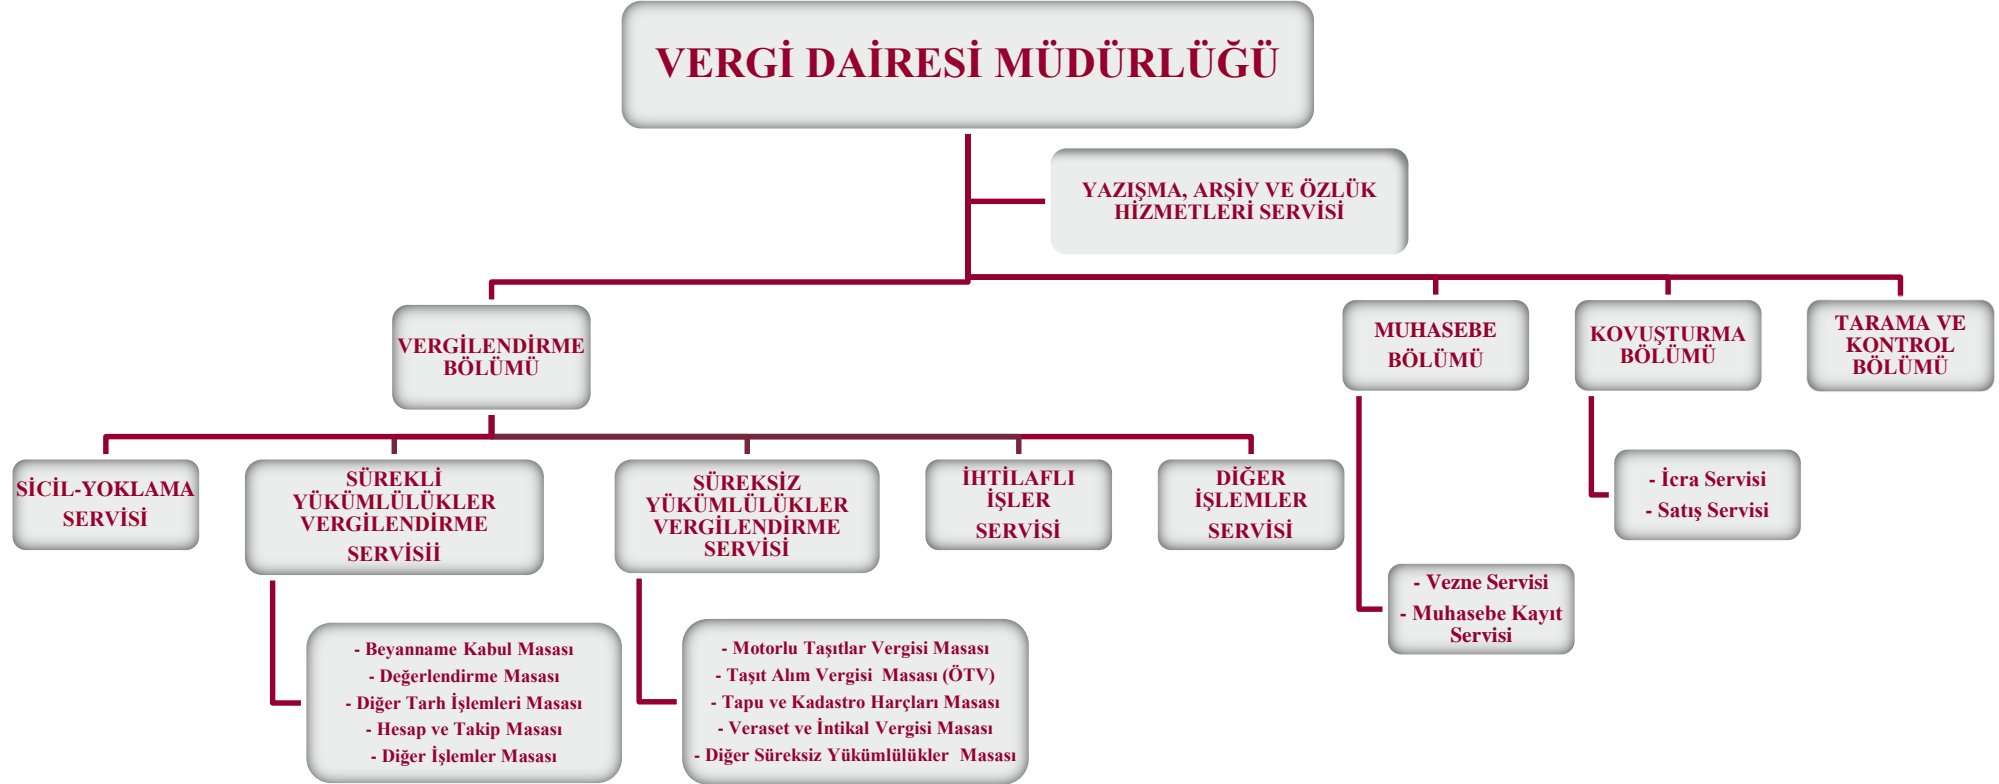 VERGİ DAİRESİ MÜDÜRLÜĞÜ
YAZIŞMA, ARŞİV VE ÖZLÜK
HİZMETLERİ SERVİSİ
VERGİLENDİRME
BÖLÜMÜ
MUHASEBE
BÖLÜMÜ
KOVUŞTURMA
BÖLÜMÜ
TARAMA VE
KONTROL
BÖLÜMÜ
SİCİL-YOKLAMA
SERVİSİ
SÜREKLİ
YÜKÜMLÜLÜKLER
VERGİLENDİRME
SERVİSİİ
SÜREKSİZ
YÜKÜMLÜLÜKLER
VERGİLENDİRME
SERVİSİ
İHTİLAFLI
İŞLER
SERVİSİ
DİĞER
İŞLEMLER
SERVİSİ
- İcra Servisi
- Satış Servisi
- Vezne Servisi
- Muhasebe Kayıt
Servisi
- Beyanname Kabul Masası
- Değerlendirme Masası
- Diğer Tarh İşlemleri Masası
- Hesap ve Takip Masası
- Diğer İşlemler Masası
- Motorlu Taşıtlar Vergisi Masası
- Taşıt Alım Vergisi  Masası (ÖTV)
- Tapu ve Kadastro Harçları Masası
- Veraset ve İntikal Vergisi Masası
- Diğer Süreksiz Yükümlülükler  Masası